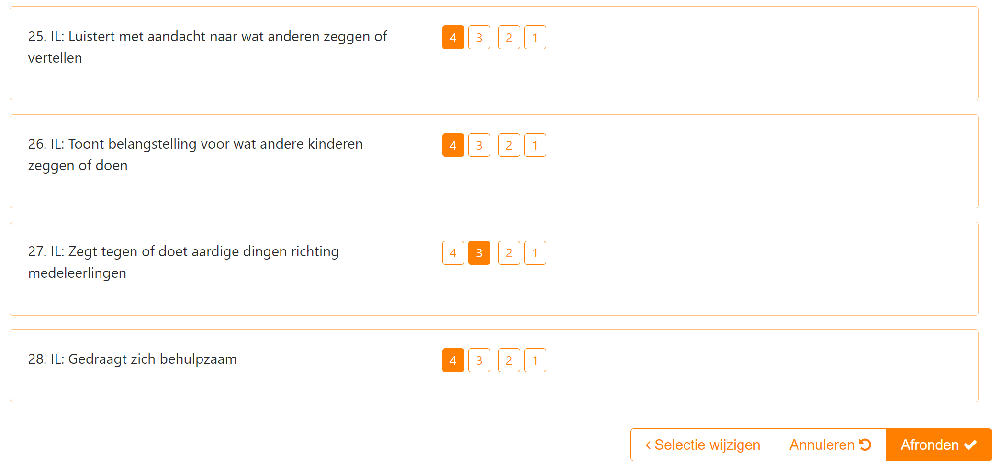 25. IL: Luistert met aandacht naar wat anderen zeggen of
vertellen
4 3 2 1
26. IL: Toont belangstelling voor wat andere kinderen
zeggen of doen
4 3 2 1
27. IL: Zegt tegen of doet aardige dingen richting
medeleerlingen
4 3 2 1
28. IL: Gedraagt zich behulpzaam
4 3 2 1
Selectie wijzigen
Annuleren
Afronden